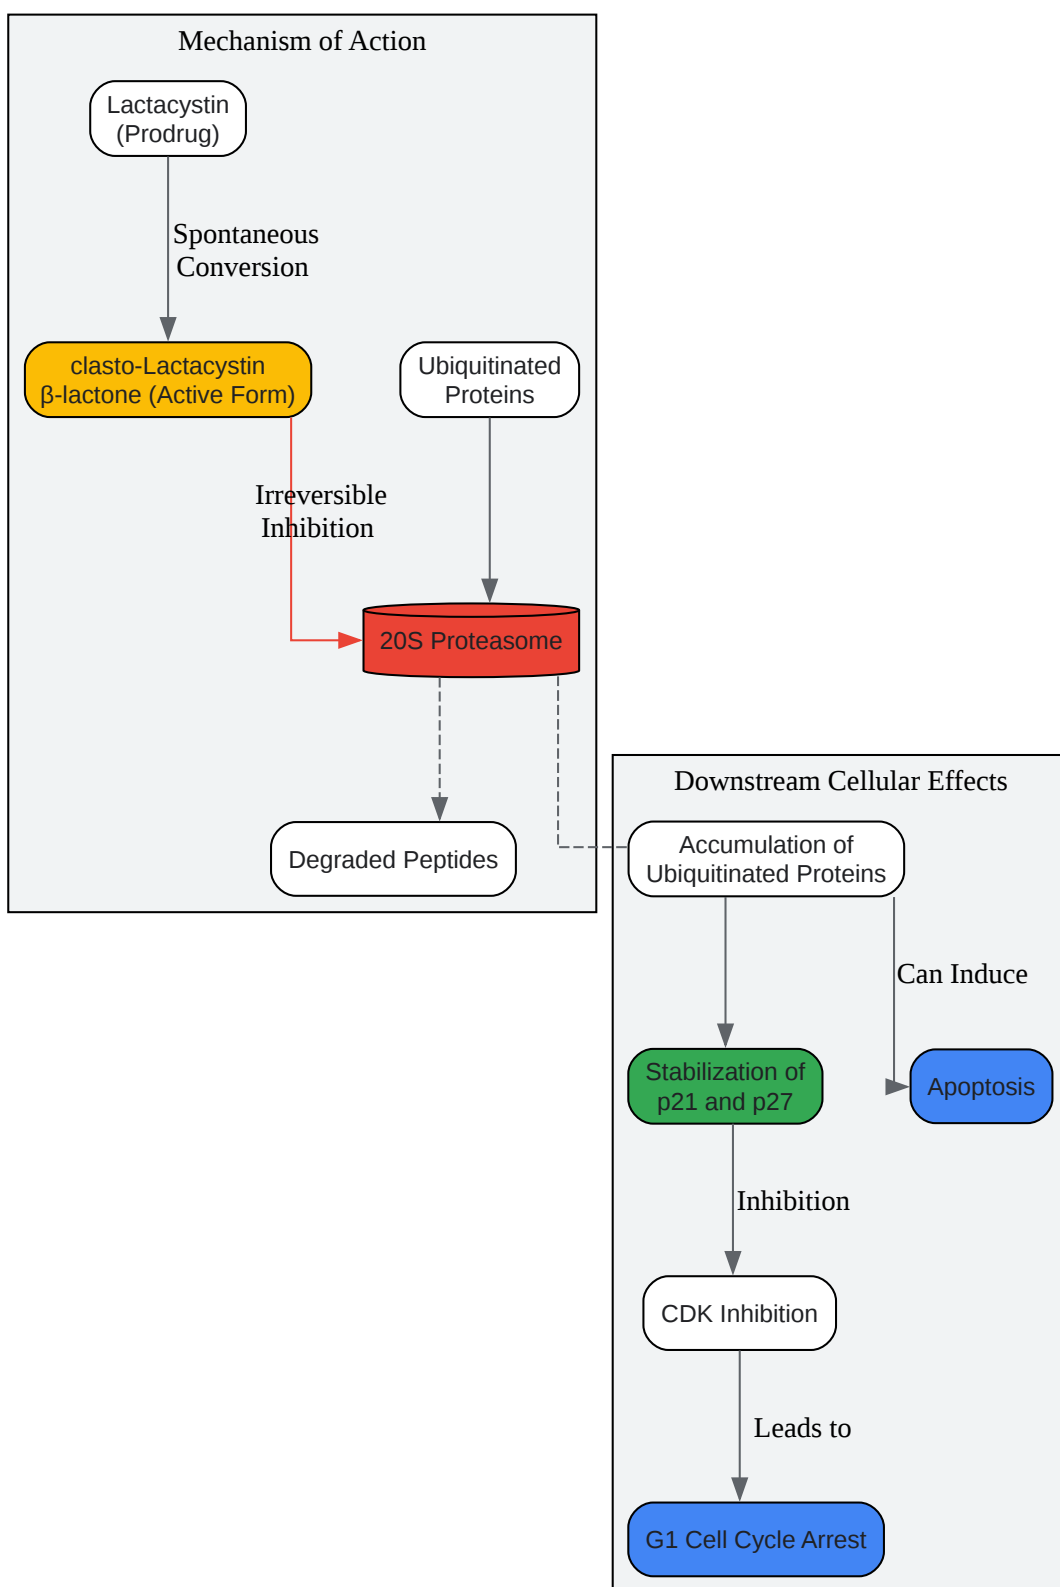 Mechanism of Action
Lactacystin
(Prodrug)
Spontaneous
Conversion
clasto-Lactacystin
β-lactone (Active Form)
Ubiquitinated
Proteins
Irreversible
Inhibition
20S Proteasome
Degraded Peptides
Downstream Cellular Effects
Accumulation of
Ubiquitinated Proteins
Can Induce
Stabilization of
p21 and p27
Apoptosis
Inhibition
CDK Inhibition
Leads to
G1 Cell Cycle Arrest